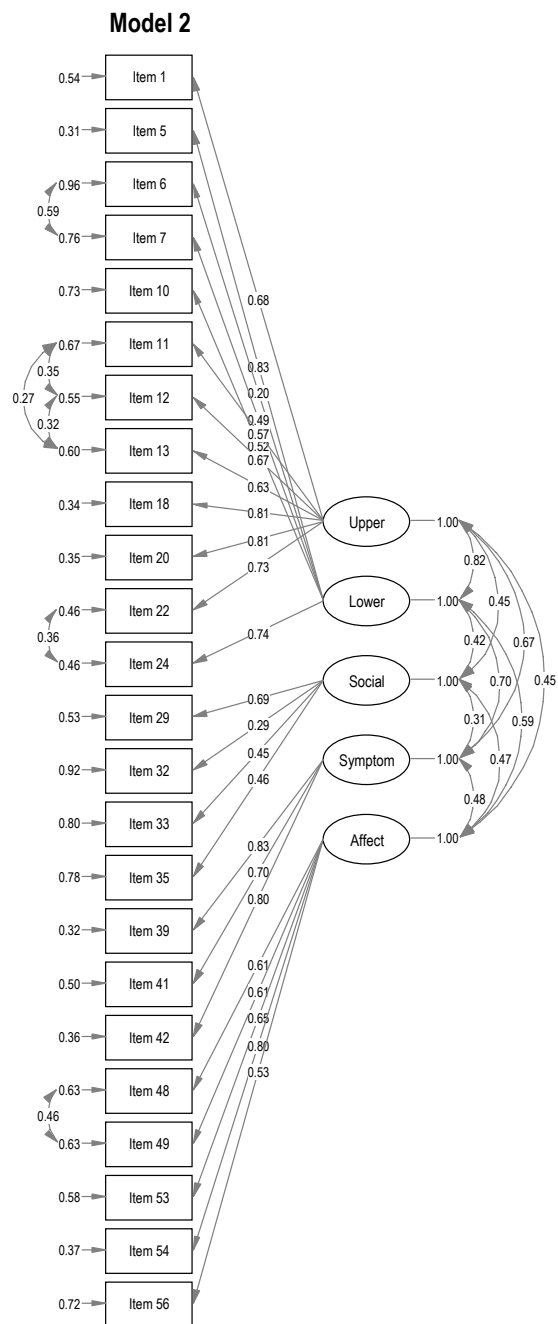 Model 2
0.54 Item 1
0.31 Item 5
0.96 Item 6
0.59
0.76 Item 7
0.73 Item 10
0.68
0.67 Item 11
0.35
0.83
0.27 0.55 Item 12
0.20
0.32
0.49
0.57
0.52
0.67
0.60 Item 13
0.63
0.34 Item 18
0.81
Upper 1.00
0.35 Item 20
0.81
0.82
0.73
0.45
0.46 Item 22
Lower 1.00
0.36
0.74
0.42
0.67
0.46 Item 24
Social 1.00
0.70
0.45
0.53 Item 29
0.69
0.31
0.59
0.29
0.92 Item 32
0.45
Symptom 1.00
0.47
0.46
0.80 Item 33
0.48
Affect 1.00
0.78 Item 35
0.83
0.70
0.32 Item 39
0.80
0.50 Item 41
0.61
0.61
0.36 Item 42
0.65
0.80
0.53
0.63 Item 48
0.46
0.63 Item 49
0.58 Item 53
0.37 Item 54
0.72 Item 56